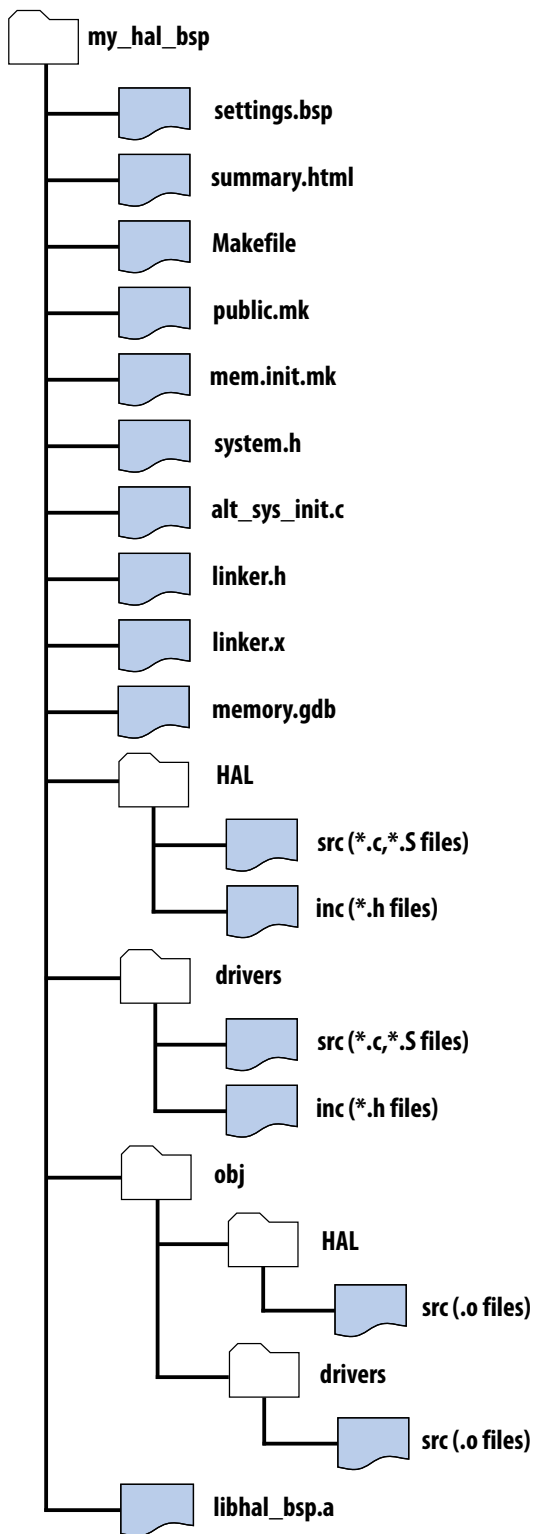 my_hal_bsp
settings.bsp
summary.html
Makefile
public.mk
mem.init.mk
system.h
alt_sys_init.c
linker.h
linker.x
memory.gdb
HAL
src (*.c,*.S files)
inc (*.h files)
drivers
src (*.c,*.S files)
inc (*.h files)
obj
HAL
src (.o files)
drivers
src (.o files)
libhal_bsp.a